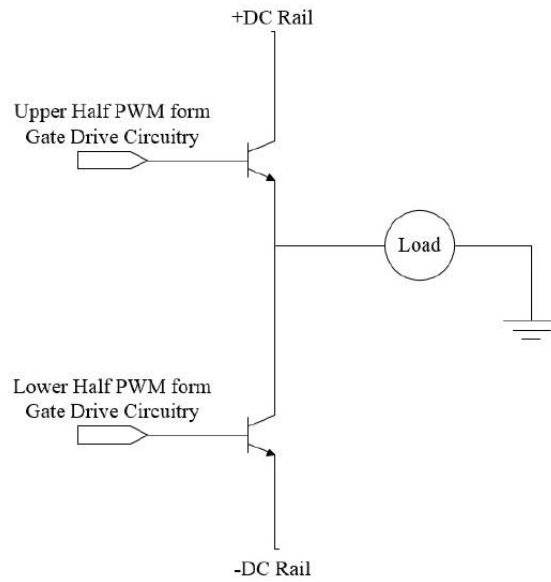 +DC Rail
Upper Half PWM form
Gate Drive Circuitry
Load
Lower Half PWM form
Gate Drive Circuitry
-DC Rail